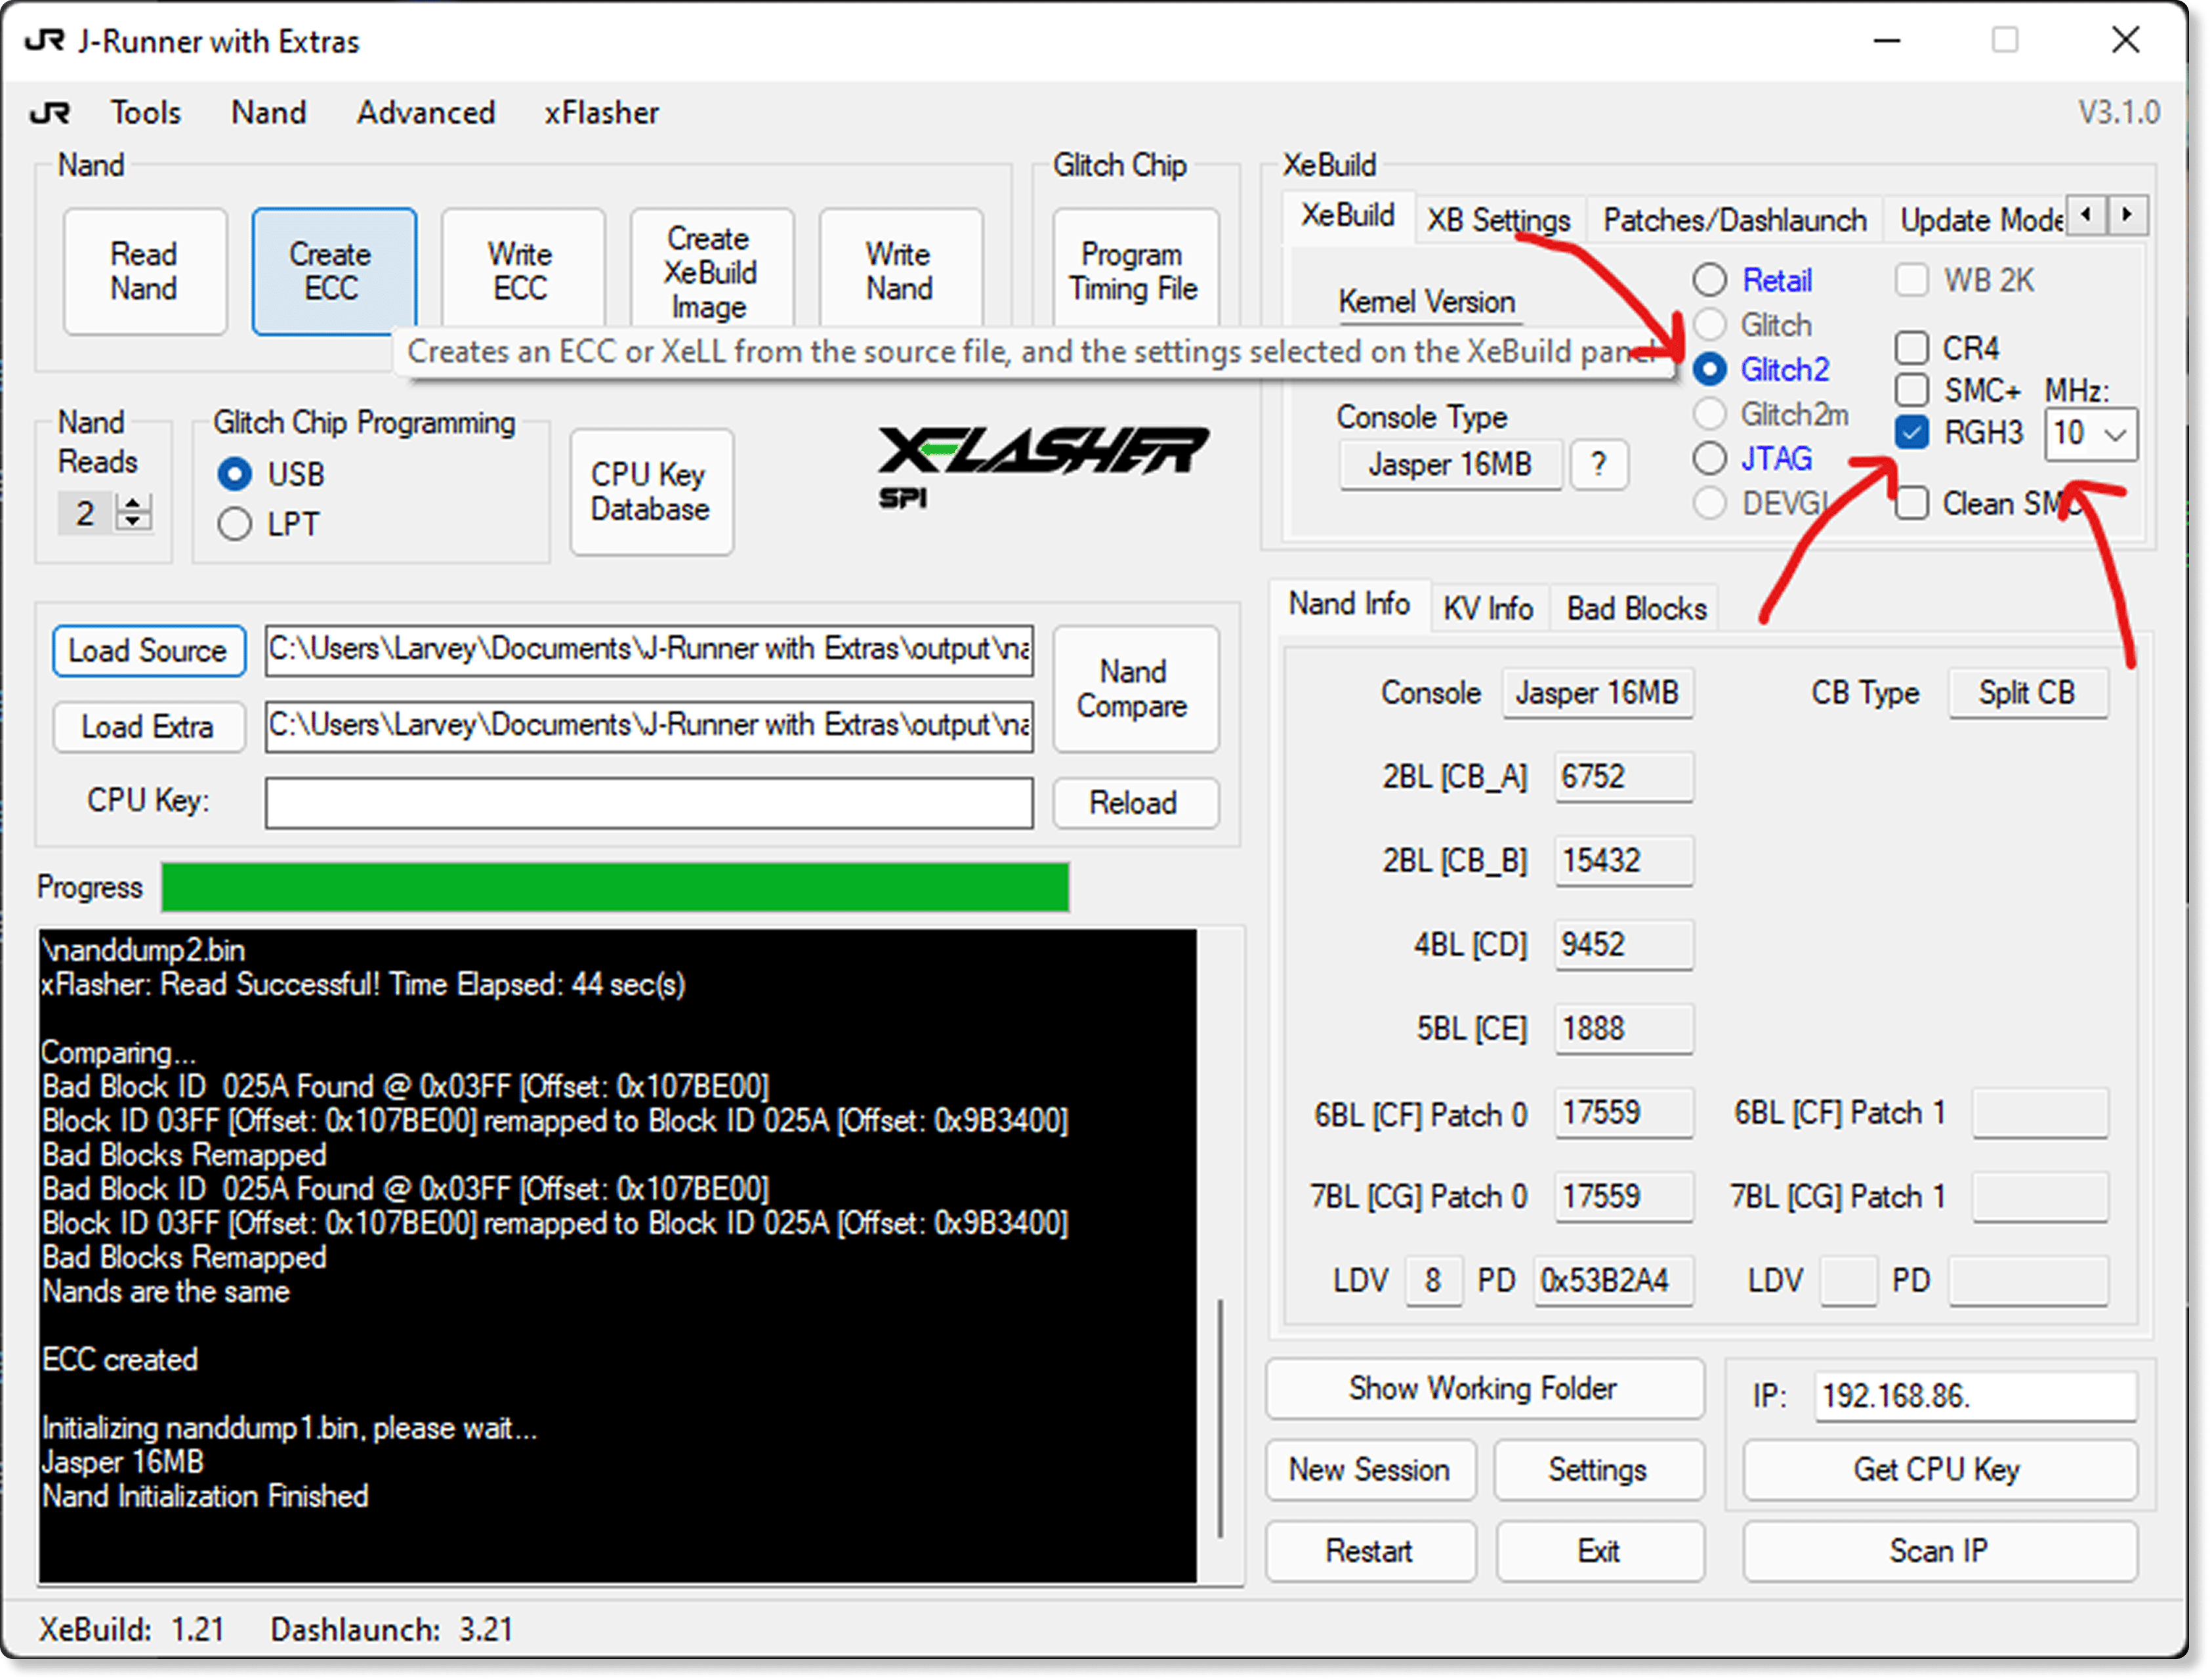 J-Runner with Extras
Tools Nand Advanced xFlasher V3.1.0
Nand
Read Nand
Create ECC
Write ECC
Create XeBuild Image
Write Nand
Glitch Chip
Program Timing File
Creates an ECC or XeLL from the source file, and the settings selected on the XeBuild panel
XeBuild
XeBuild XB Settings Patches/Dashlaunch Update Mode
Kernel Version
Console Type
Jasper 16MB ?
Retail
Glitch
Glitch2
Glitch2m
JTAG
DEVGL
WB 2K
CR4
SMC+ MHz:
RGH3 10
Clean SMC
Nand Reads
2
Glitch Chip Programming
USB
LPT
CPU Key Database
XFLASHER
SPI
Load Source C:\Users\Larvey\Documents\J-Runner with Extras\output\na
Load Extra C:\Users\Larvey\Documents\J-Runner with Extras\output\na
Nand Compare
CPU Key: Reload
Progress
\nanddump2.bin
xFlasher: Read Successful! Time Elapsed: 44 sec(s)
Comparing...
Bad Block ID 025A Found @ 0x03FF [Offset: 0x107BE00]
Block ID 03FF [Offset: 0x107BE00] remapped to Block ID 025A [Offset: 0x9B3400]
Bad Blocks Remapped
Bad Block ID 025A Found @ 0x03FF [Offset: 0x107BE00]
Block ID 03FF [Offset: 0x107BE00] remapped to Block ID 025A [Offset: 0x9B3400]
Bad Blocks Remapped
Nands are the same
ECC created
Initializing nanddump1.bin, please wait...
Jasper 16MB
Nand Initialization Finished
Nand Info KV Info Bad Blocks
Console Jasper 16MB CB Type Split CB
2BL [CB_A] 6752
2BL [CB_B] 15432
4BL [CD] 9452
5BL [CE] 1888
6BL [CF] Patch 0 17559 6BL [CF] Patch 1
7BL [CG] Patch 0 17559 7BL [CG] Patch 1
LDV 8 PD 0x53B2A4 LDV PD
Show Working Folder
IP: 192.168.86.
New Session Settings Get CPU Key
Restart Exit Scan IP
XeBuild: 1.21 Dashlaunch: 3.21